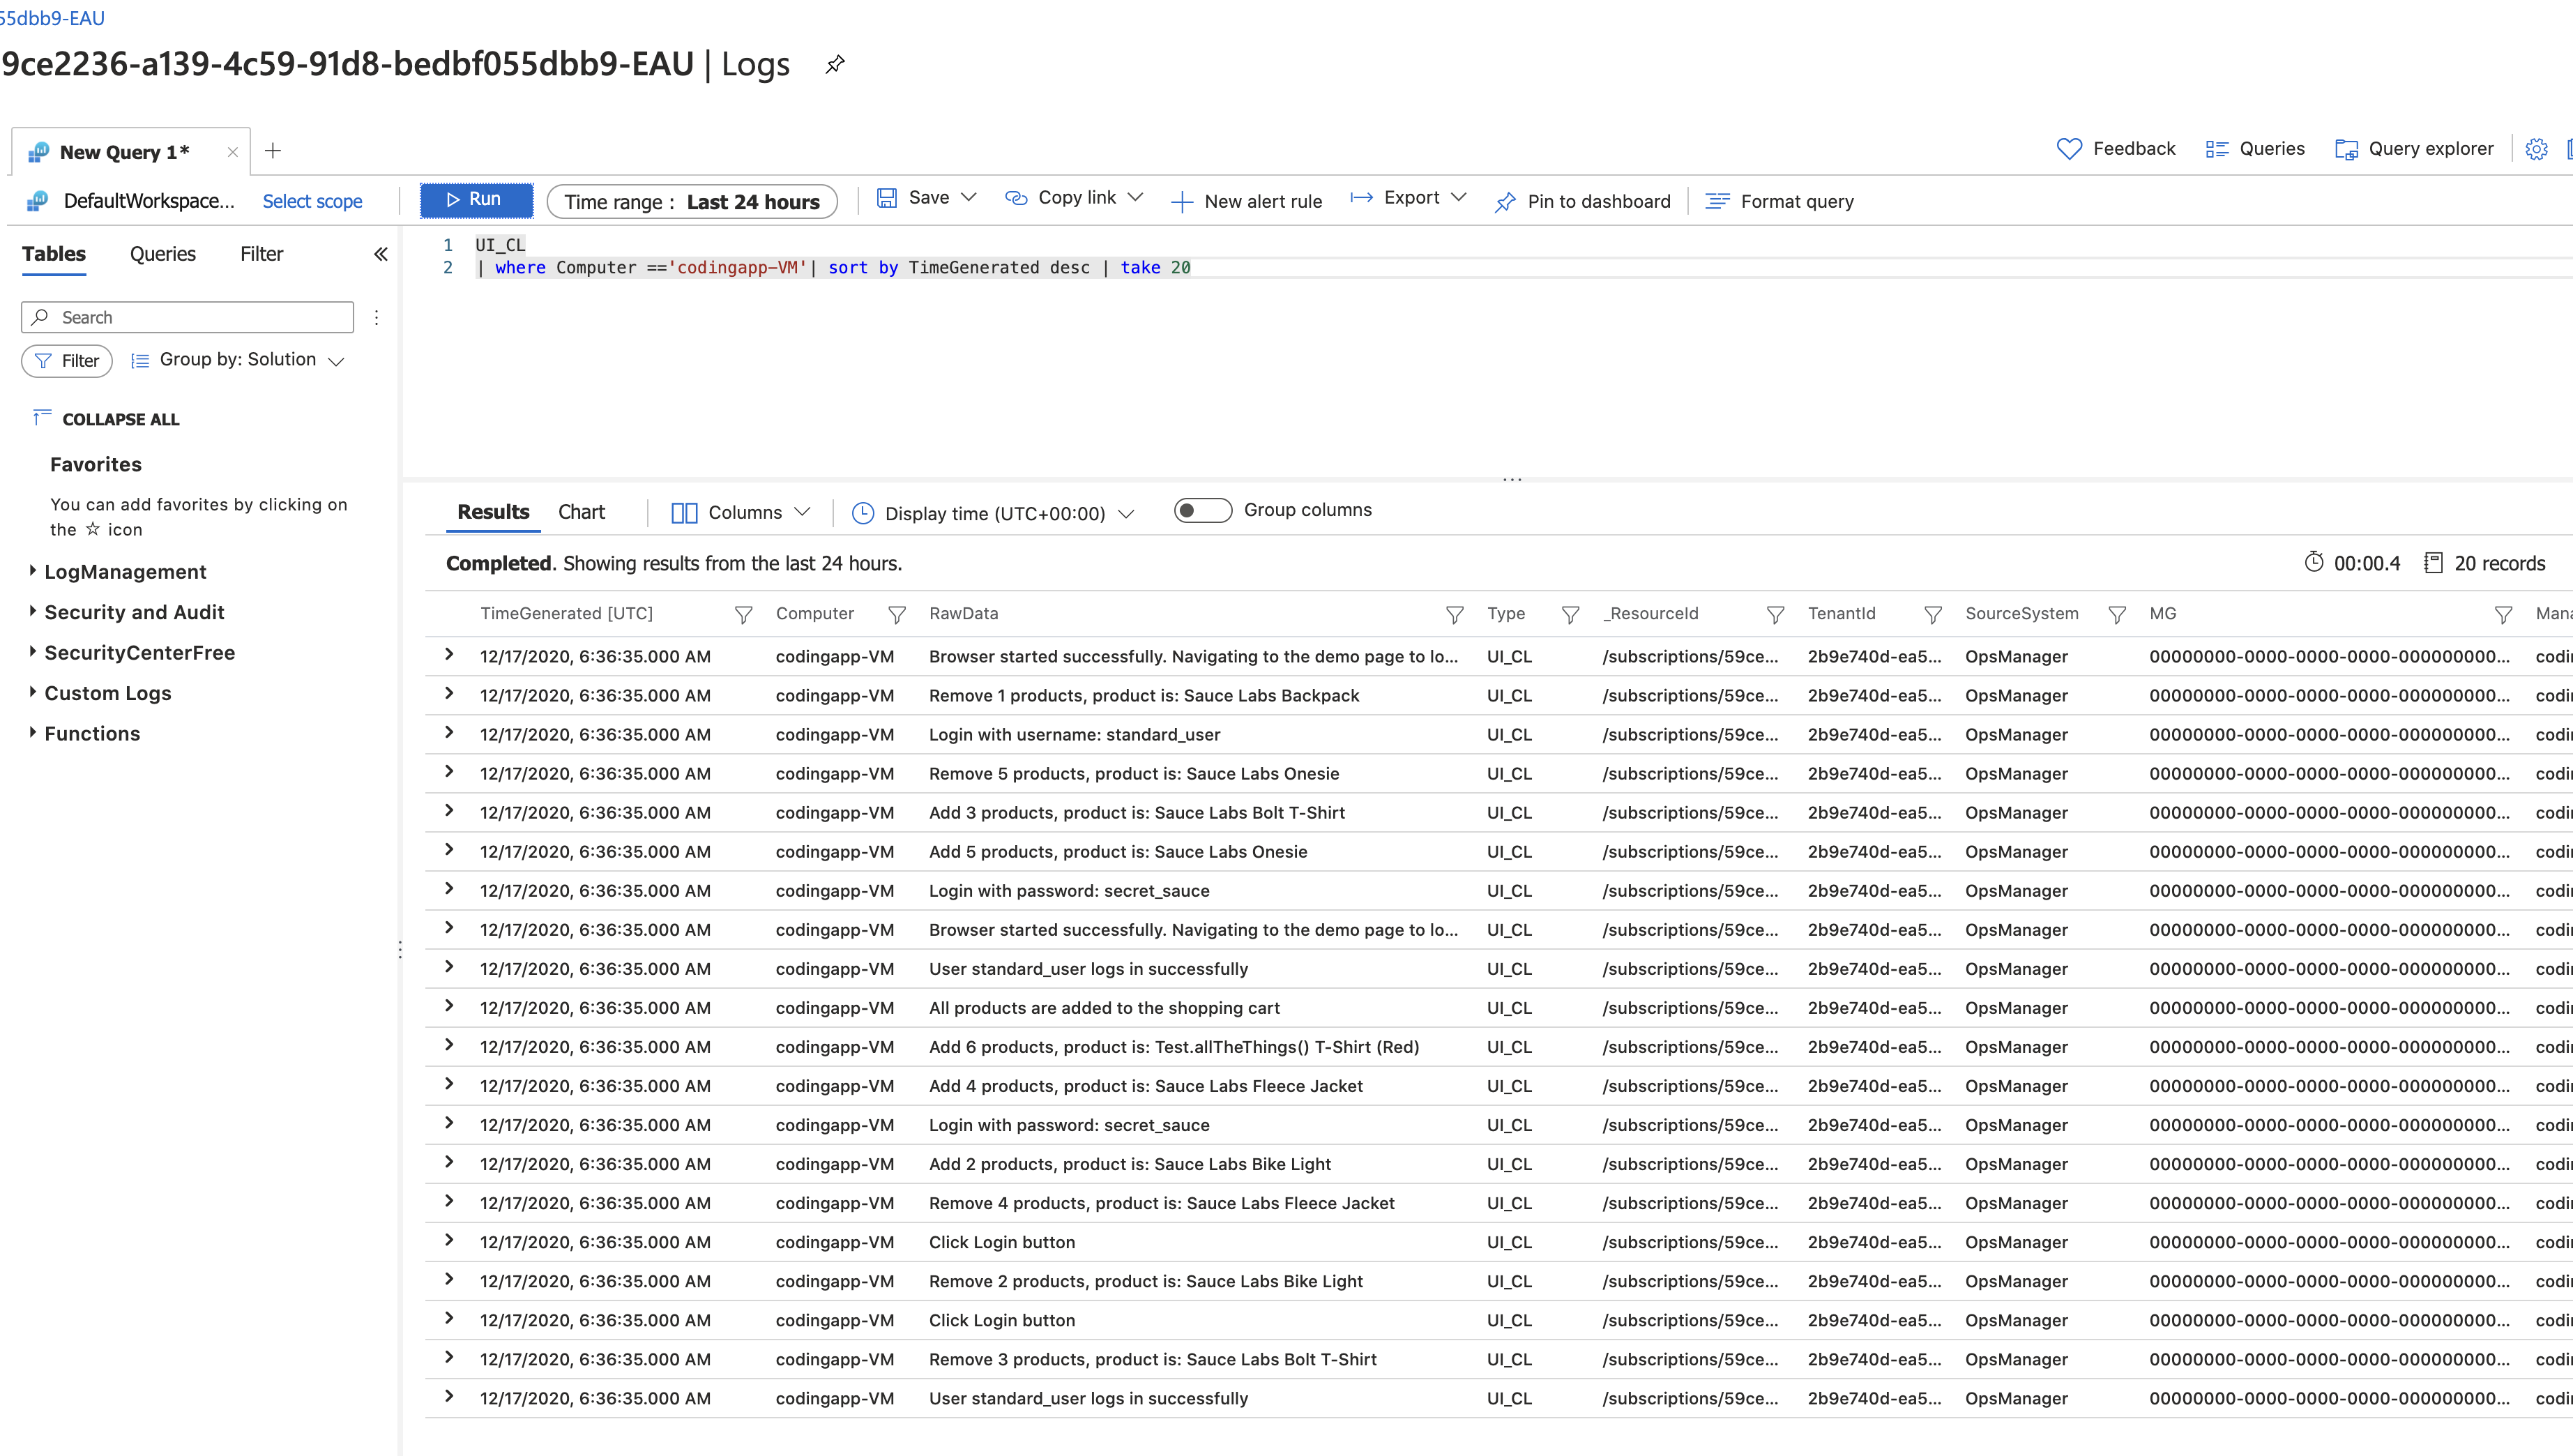 55dbb9-EAU
9ce2236-a139-4c59-91d8-bedbf055dbb9-EAU | Logs
New Query 1*
Feedback Queries Query explorer
DefaultWorkspace... Select scope Run Time range : Last 24 hours Save Copy link New alert rule Export Pin to dashboard Format query
Tables Queries Filter
1 UI_CL
2 | where Computer =='codingapp-VM'| sort by TimeGenerated desc | take 20
Search
Filter Group by: Solution
COLLAPSE ALL
Favorites
You can add favorites by clicking on
the ☆ icon
LogManagement
Security and Audit
SecurityCenterFree
Custom Logs
Functions
Results Chart Columns Display time (UTC+00:00) Group columns
Completed. Showing results from the last 24 hours. 00:00.4 20 records
TimeGenerated [UTC] Computer RawData Type _ResourceId TenantId SourceSystem MG Mana
12/17/2020, 6:36:35.000 AM codingapp-VM Browser started successfully. Navigating to the demo page to lo... UI_CL /subscriptions/59ce... 2b9e740d-ea5... OpsManager 00000000-0000-0000-0000-000000000... codin
12/17/2020, 6:36:35.000 AM codingapp-VM Remove 1 products, product is: Sauce Labs Backpack UI_CL /subscriptions/59ce... 2b9e740d-ea5... OpsManager 00000000-0000-0000-0000-000000000... codin
12/17/2020, 6:36:35.000 AM codingapp-VM Login with username: standard_user UI_CL /subscriptions/59ce... 2b9e740d-ea5... OpsManager 00000000-0000-0000-0000-000000000... codin
12/17/2020, 6:36:35.000 AM codingapp-VM Remove 5 products, product is: Sauce Labs Onesie UI_CL /subscriptions/59ce... 2b9e740d-ea5... OpsManager 00000000-0000-0000-0000-000000000... codin
12/17/2020, 6:36:35.000 AM codingapp-VM Add 3 products, product is: Sauce Labs Bolt T-Shirt UI_CL /subscriptions/59ce... 2b9e740d-ea5... OpsManager 00000000-0000-0000-0000-000000000... codin
12/17/2020, 6:36:35.000 AM codingapp-VM Add 5 products, product is: Sauce Labs Onesie UI_CL /subscriptions/59ce... 2b9e740d-ea5... OpsManager 00000000-0000-0000-0000-000000000... codin
12/17/2020, 6:36:35.000 AM codingapp-VM Login with password: secret_sauce UI_CL /subscriptions/59ce... 2b9e740d-ea5... OpsManager 00000000-0000-0000-0000-000000000... codin
12/17/2020, 6:36:35.000 AM codingapp-VM Browser started successfully. Navigating to the demo page to lo... UI_CL /subscriptions/59ce... 2b9e740d-ea5... OpsManager 00000000-0000-0000-0000-000000000... codin
12/17/2020, 6:36:35.000 AM codingapp-VM User standard_user logs in successfully UI_CL /subscriptions/59ce... 2b9e740d-ea5... OpsManager 00000000-0000-0000-0000-000000000... codin
12/17/2020, 6:36:35.000 AM codingapp-VM All products are added to the shopping cart UI_CL /subscriptions/59ce... 2b9e740d-ea5... OpsManager 00000000-0000-0000-0000-000000000... codin
12/17/2020, 6:36:35.000 AM codingapp-VM Add 6 products, product is: Test.allTheThings() T-Shirt (Red) UI_CL /subscriptions/59ce... 2b9e740d-ea5... OpsManager 00000000-0000-0000-0000-000000000... codin
12/17/2020, 6:36:35.000 AM codingapp-VM Add 4 products, product is: Sauce Labs Fleece Jacket UI_CL /subscriptions/59ce... 2b9e740d-ea5... OpsManager 00000000-0000-0000-0000-000000000... codin
12/17/2020, 6:36:35.000 AM codingapp-VM Login with password: secret_sauce UI_CL /subscriptions/59ce... 2b9e740d-ea5... OpsManager 00000000-0000-0000-0000-000000000... codin
12/17/2020, 6:36:35.000 AM codingapp-VM Add 2 products, product is: Sauce Labs Bike Light UI_CL /subscriptions/59ce... 2b9e740d-ea5... OpsManager 00000000-0000-0000-0000-000000000... codin
12/17/2020, 6:36:35.000 AM codingapp-VM Remove 4 products, product is: Sauce Labs Fleece Jacket UI_CL /subscriptions/59ce... 2b9e740d-ea5... OpsManager 00000000-0000-0000-0000-000000000... codin
12/17/2020, 6:36:35.000 AM codingapp-VM Click Login button UI_CL /subscriptions/59ce... 2b9e740d-ea5... OpsManager 00000000-0000-0000-0000-000000000... codin
12/17/2020, 6:36:35.000 AM codingapp-VM Remove 2 products, product is: Sauce Labs Bike Light UI_CL /subscriptions/59ce... 2b9e740d-ea5... OpsManager 00000000-0000-0000-0000-000000000... codin
12/17/2020, 6:36:35.000 AM codingapp-VM Click Login button UI_CL /subscriptions/59ce... 2b9e740d-ea5... OpsManager 00000000-0000-0000-0000-000000000... codin
12/17/2020, 6:36:35.000 AM codingapp-VM Remove 3 products, product is: Sauce Labs Bolt T-Shirt UI_CL /subscriptions/59ce... 2b9e740d-ea5... OpsManager 00000000-0000-0000-0000-000000000... codin
12/17/2020, 6:36:35.000 AM codingapp-VM User standard_user logs in successfully UI_CL /subscriptions/59ce... 2b9e740d-ea5... OpsManager 00000000-0000-0000-0000-000000000... codin